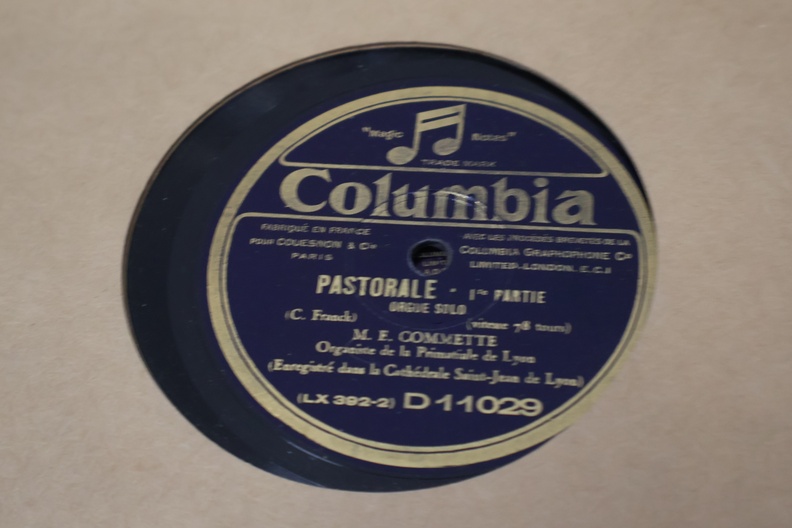 "Magic Notes"
TRADE MARK
Columbia
FABRIQUÉ EN FRANCE
POUR COUESNON & Cie
PARIS
AVEC LES PROCÉDÉS BREVETÉS DE LA
COLUMBIA GRAPHOPHONE Co
LIMITED-LONDON. E.C.1
PASTORALE - 1re PARTIE
ORGUE SOLO
(C. Franck) (vitesse 78 tours)
M. E. COMMETTE
Organiste de la Primatiale de Lyon
(Enregistré dans la Cathédrale Saint-Jean de Lyon)
(LX 392-2) D 11029